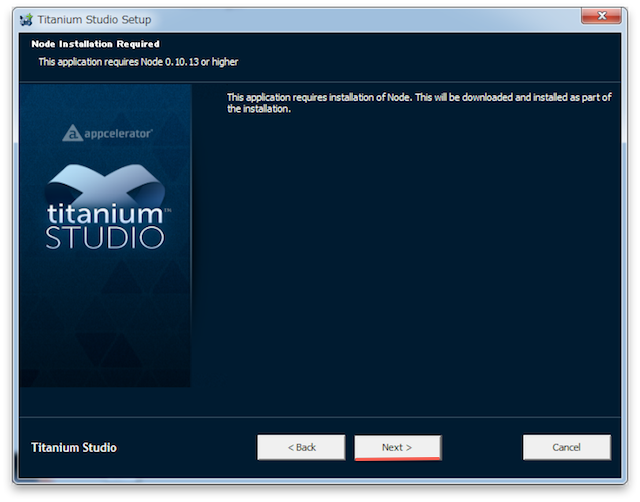 Titanium Studio Setup
Node Installation Required
This application requires Node 0.10.13 or higher
This application requires installation of Node. This will be downloaded and installed as part of
the installation.
appcelerator®
titanium™
STUDIO
Titanium Studio
< Back
Next >
Cancel